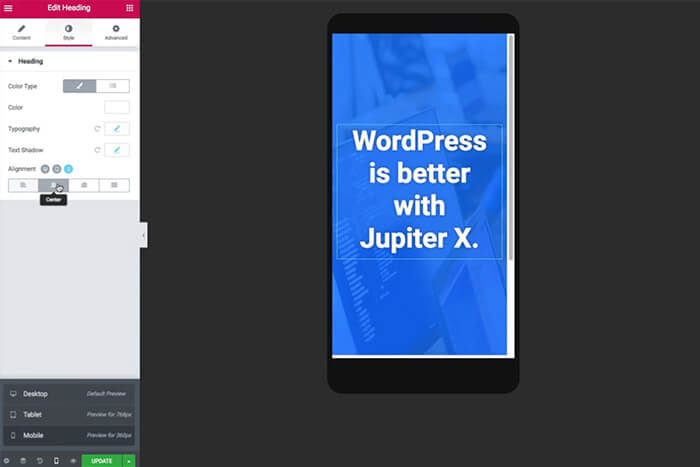 Edit Heading
Content
Style
Advanced
Heading
Color Type
Color
Typography
Text Shadow
Alignment
Center
WordPress
is better
with
Jupiter X.
Desktop Default Preview
Tablet Preview for 768px
Mobile Preview for 360px
UPDATE